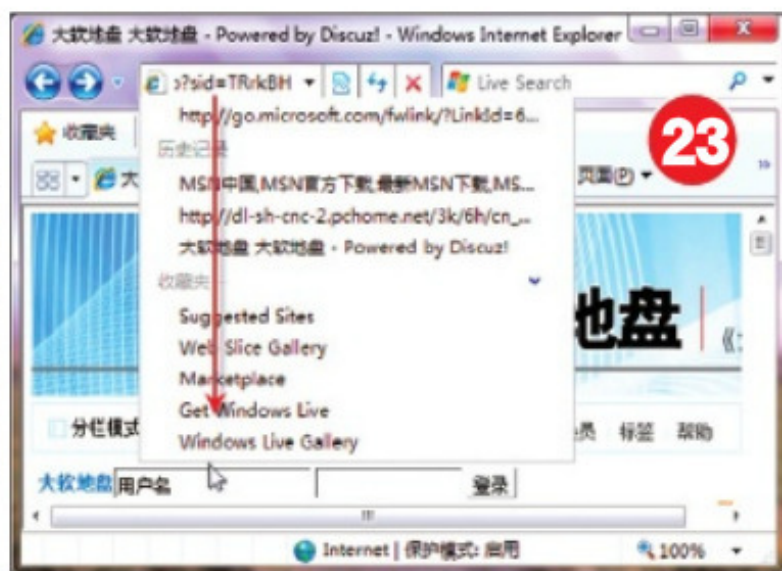 大软地盘 大软地盘 - Powered by Discuz! - Windows Internet Explorer
o?sid=TRrkBH
Live Search
http://go.microsoft.com/fwlink/?LinkId=6...
23
收藏夹
历史记录
页面(P)
大
MSN中国,MSN官方下载,最新MSN下载,MS...
http://dl-sh-cnc-2.pchome.net/3k/6h/cn_...
大软地盘 大软地盘 - Powered by Discuz!
收藏夹
Suggested Sites
地盘
Web Slice Gallery
Marketplace
Get Windows Live
分栏模式
员 标签 帮助
Windows Live Gallery
大软地盘 用户名 登录
Internet | 保护模式: 启用 100%